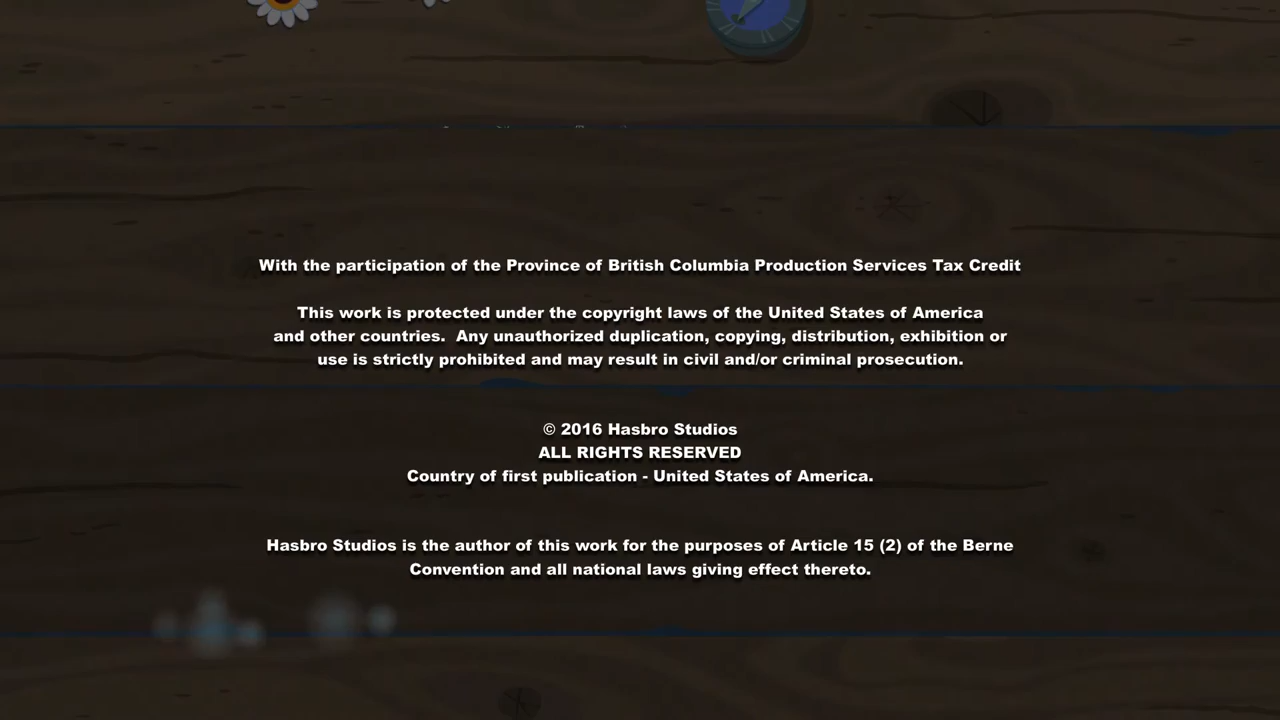 With the participation of the Province of British Columbia Production Services Tax Credit
This work is protected under the copyright laws of the United States of America
and other countries.  Any unauthorized duplication, copying, distribution, exhibition or
use is strictly prohibited and may result in civil and/or criminal prosecution.
© 2016 Hasbro Studios
ALL RIGHTS RESERVED
Country of first publication - United States of America.
Hasbro Studios is the author of this work for the purposes of Article 15 (2) of the Berne
Convention and all national laws giving effect thereto.